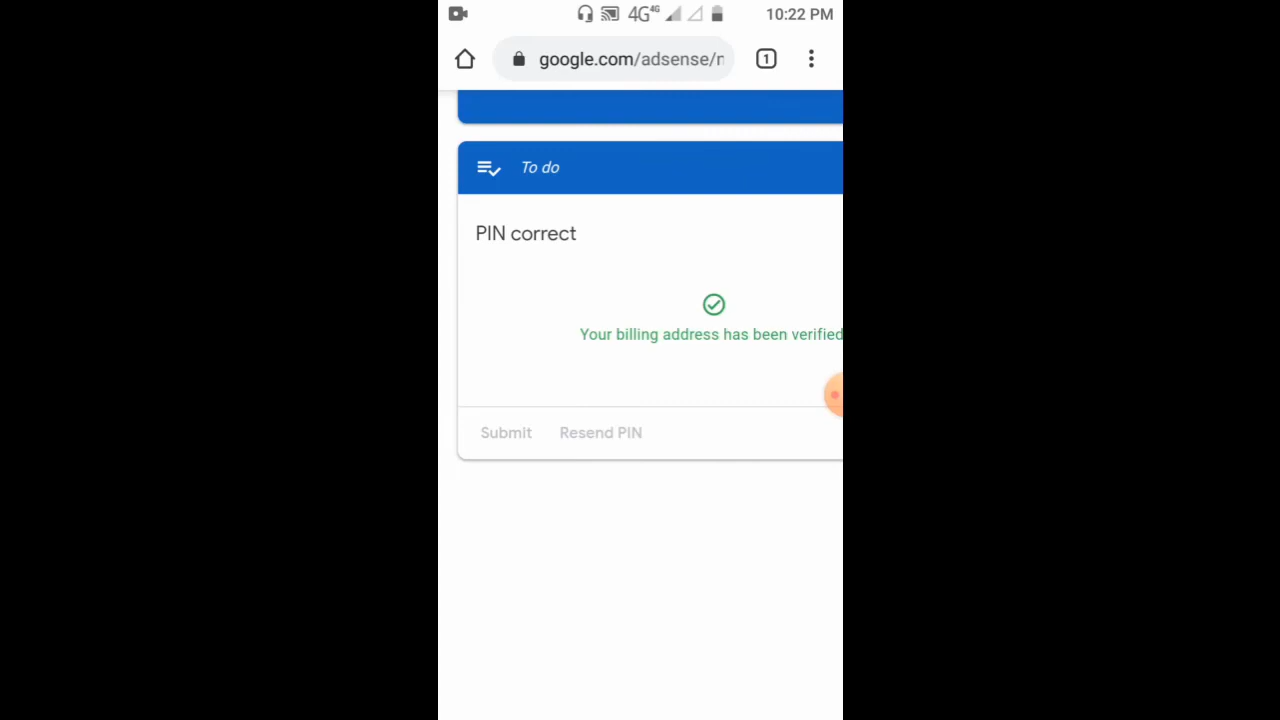 4G 4G 10:22 PM
google.com/adsense/n 1
To do
PIN correct
Your billing address has been verified
Submit Resend PIN